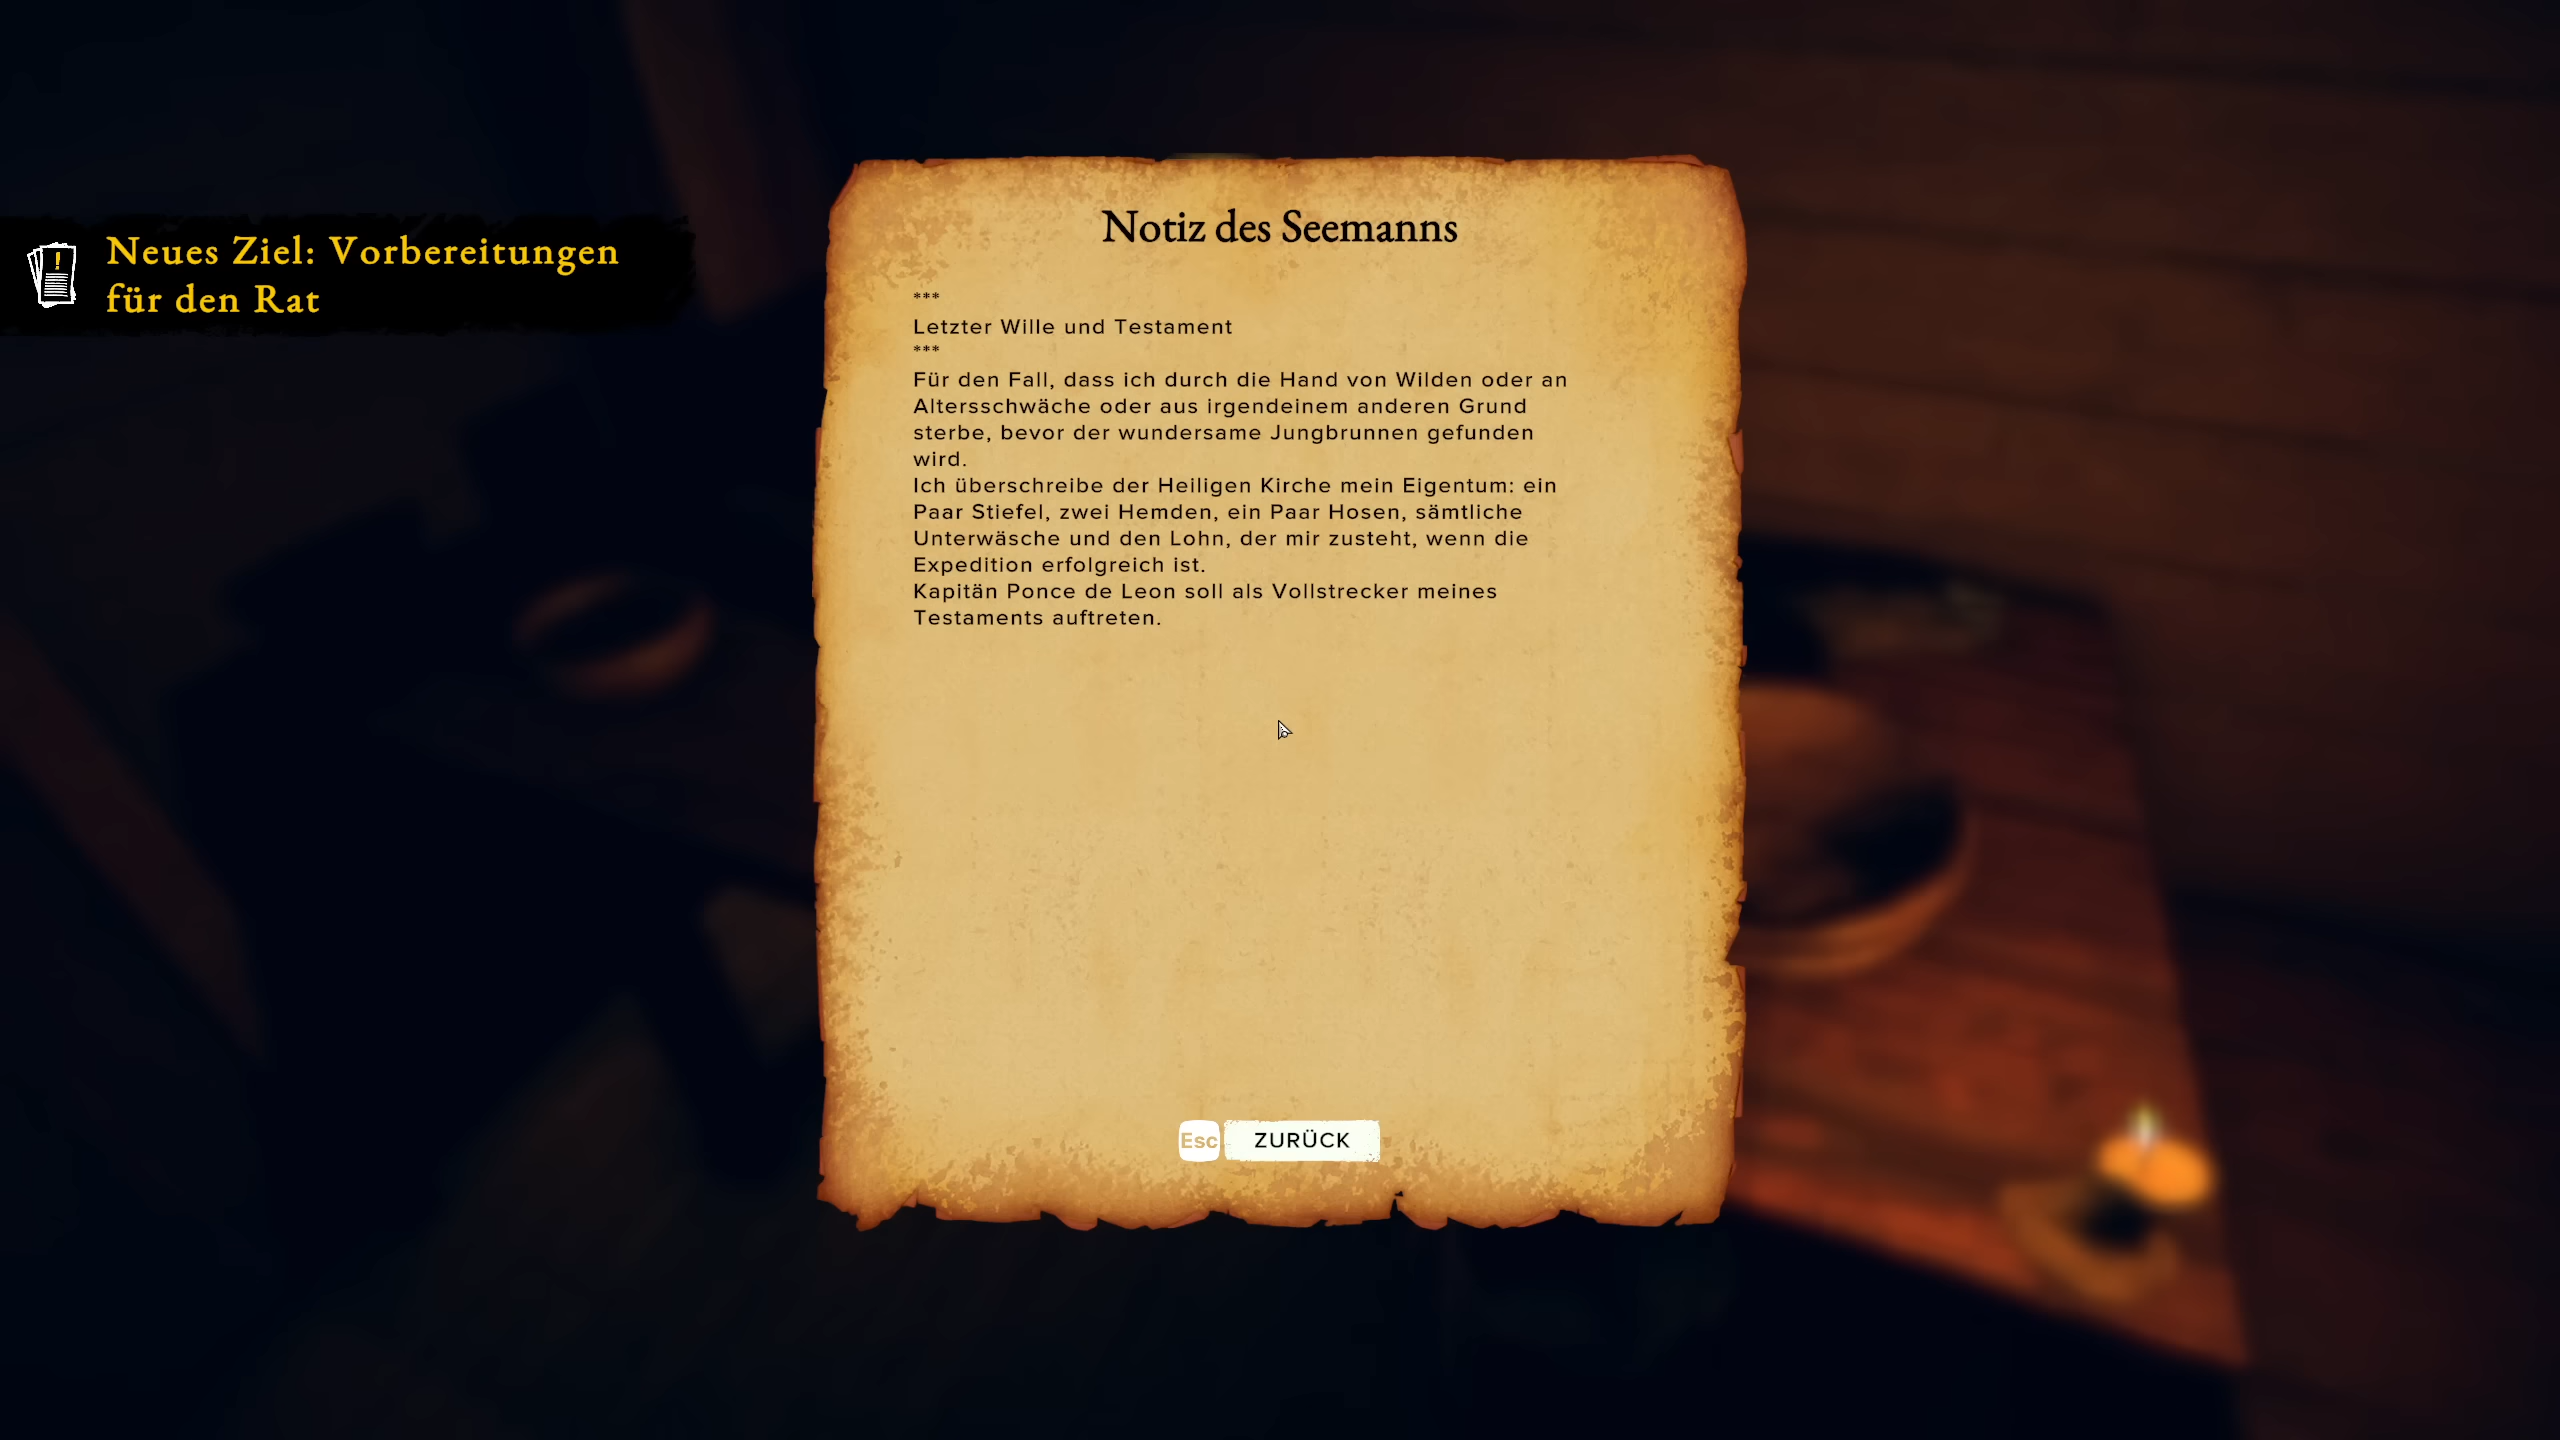 Neues Ziel: Vorbereitungen
für den Rat
Notiz des Seemanns
***
Letzter Wille und Testament
***
Für den Fall, dass ich durch die Hand von Wilden oder an
Altersschwäche oder aus irgendeinem anderen Grund
sterbe, bevor der wundersame Jungbrunnen gefunden
wird.
Ich überschreibe der Heiligen Kirche mein Eigentum: ein
Paar Stiefel, zwei Hemden, ein Paar Hosen, sämtliche
Unterwäsche und den Lohn, der mir zusteht, wenn die
Expedition erfolgreich ist.
Kapitän Ponce de Leon soll als Vollstrecker meines
Testaments auftreten.
Esc ZURÜCK